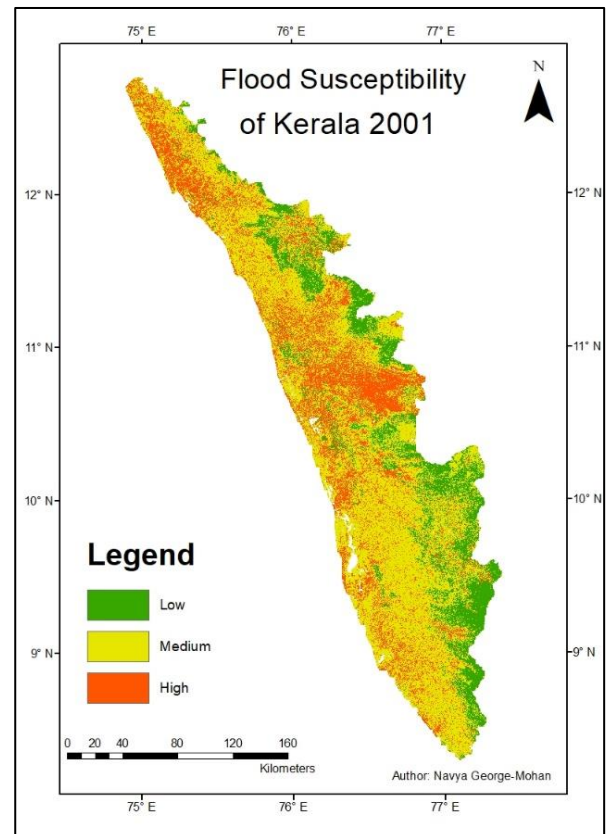 75° E 76° E 77° E
Flood Susceptibility
of Kerala 2001
N
12° N 12° N
11° N 11° N
10° N 10° N
9° N 9° N
Legend
Low
Medium
High
0 20 40 80 120 160
Kilometers
Author: Navya George-Mohan
75° E 76° E 77° E